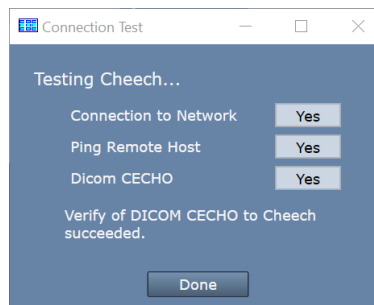 Connection Test
Testing Cheech...
Connection to Network Yes
Ping Remote Host Yes
Dicom CECHO Yes
Verify of DICOM CECHO to Cheech
succeeded.
Done